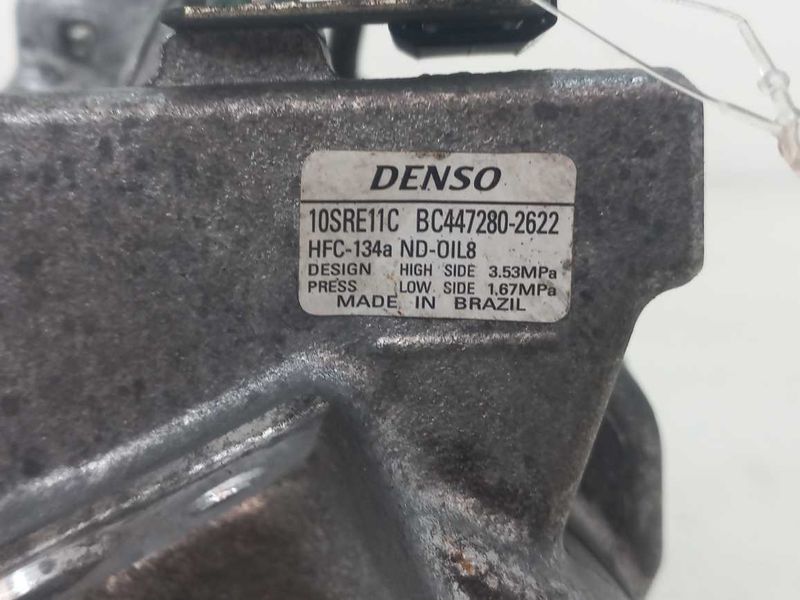 DENSO
10SRE11C BC447280-2622
HFC-134a ND-OIL8
DESIGN HIGH SIDE 3.53MPa
PRESS LOW SIDE 1.67MPa
MADE IN BRAZIL